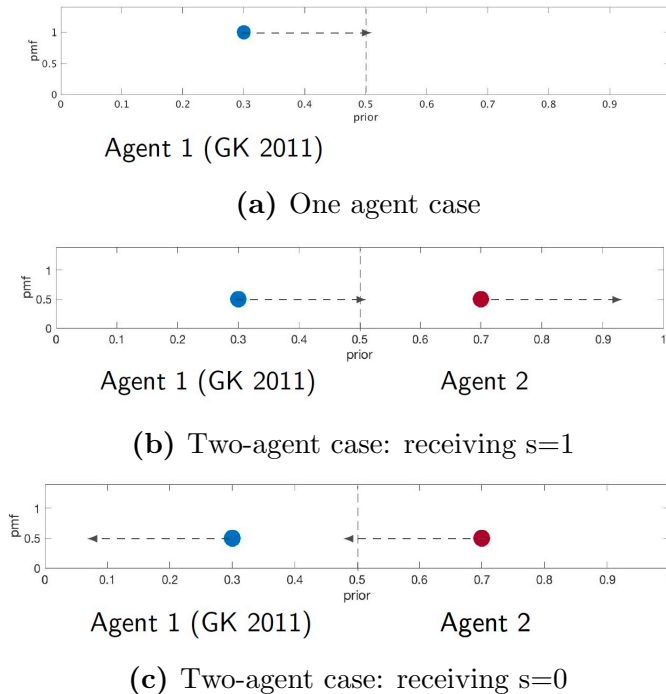 pmf
1
0.5
0
0 0.1 0.2 0.3 0.4 0.5 0.6 0.7 0.8 0.9
prior
Agent 1 (GK 2011)
(a) One agent case
pmf
1
0.5
0
0 0.1 0.2 0.3 0.4 0.5 0.6 0.7 0.8 0.9 1
prior
Agent 1 (GK 2011) Agent 2
(b) Two-agent case: receiving s=1
pmf
1
0.5
0
0 0.1 0.2 0.3 0.4 0.5 0.6 0.7 0.8 0.9
prior
Agent 1 (GK 2011) Agent 2
(c) Two-agent case: receiving s=0